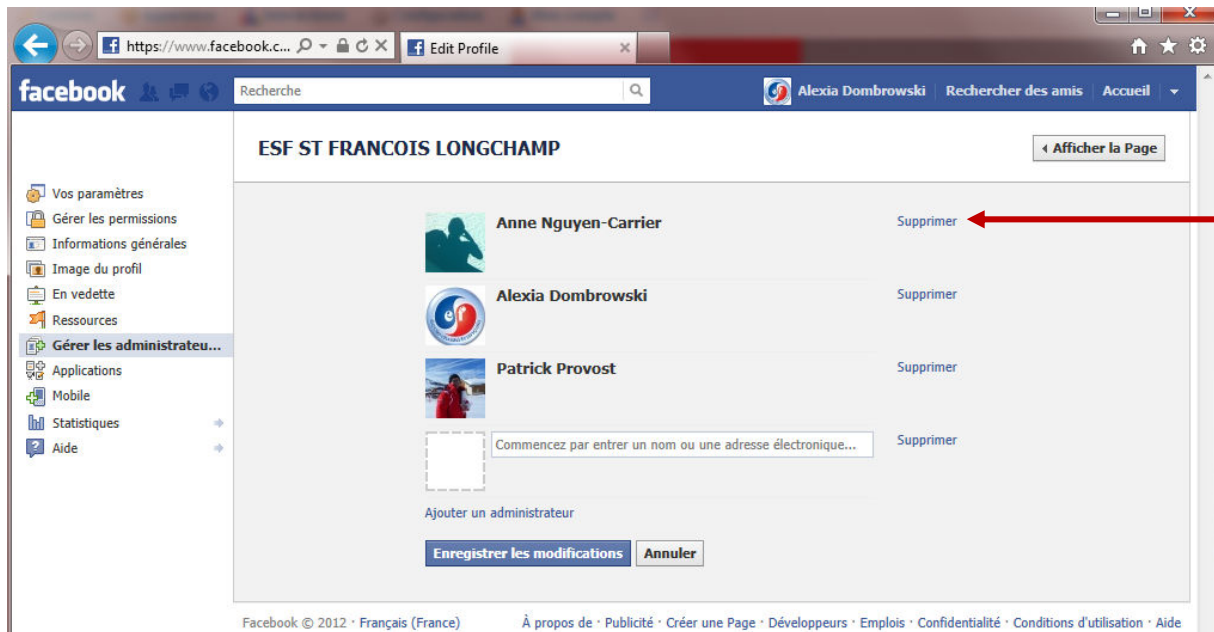 https://www.facebook.c...
Edit Profile
facebook
Recherche
Alexia Dombrowski
Rechercher des amis
Accueil
ESF ST FRANCOIS LONGCHAMP
Afficher la Page
Vos paramètres
Gérer les permissions
Informations générales
Image du profil
En vedette
Ressources
Gérer les administrateu...
Applications
Mobile
Statistiques
Aide
Anne Nguyen-Carrier
Supprimer
Alexia Dombrowski
Supprimer
Patrick Provost
Supprimer
Commencez par entrer un nom ou une adresse électronique...
Supprimer
Ajouter un administrateur
Enregistrer les modifications
Annuler
Facebook © 2012 · Français (France)
À propos de · Publicité · Créer une Page · Développeurs · Emplois · Confidentialité · Conditions d'utilisation · Aide